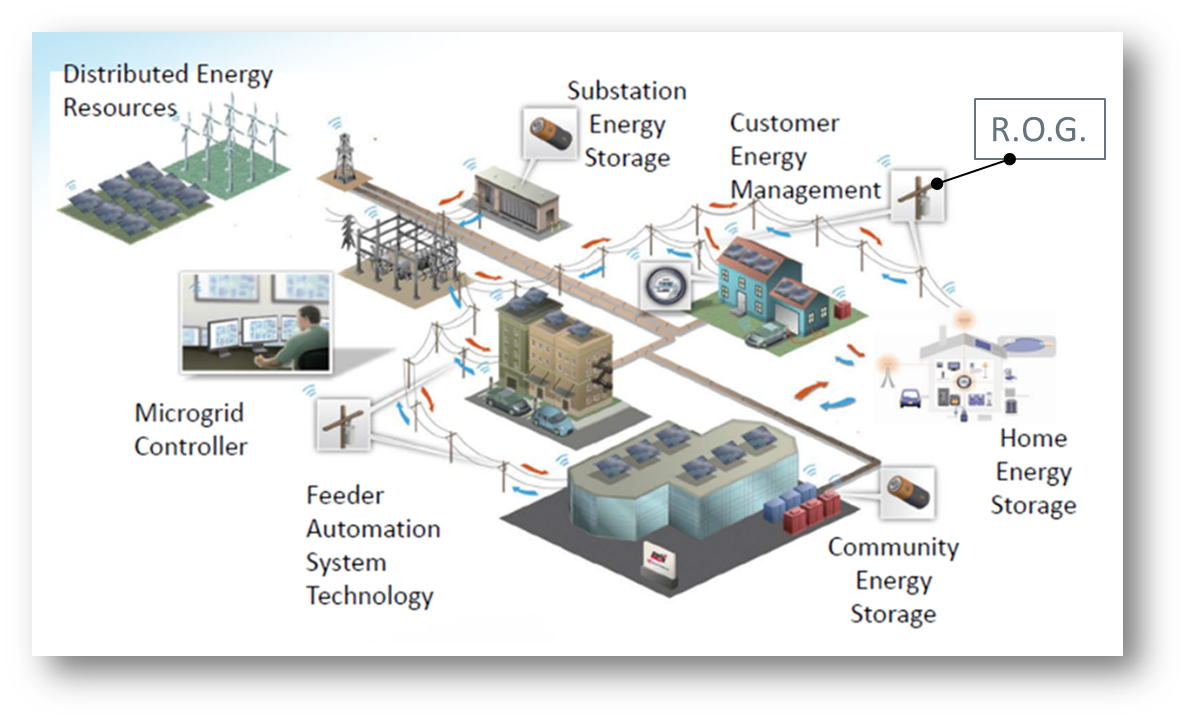 Distributed Energy
Resources
Substation
Energy
Storage
Customer
Energy
Management
R.O.G.
Microgrid
Controller
Home
Energy
Storage
Feeder
Automation
System
Technology
Community
Energy
Storage